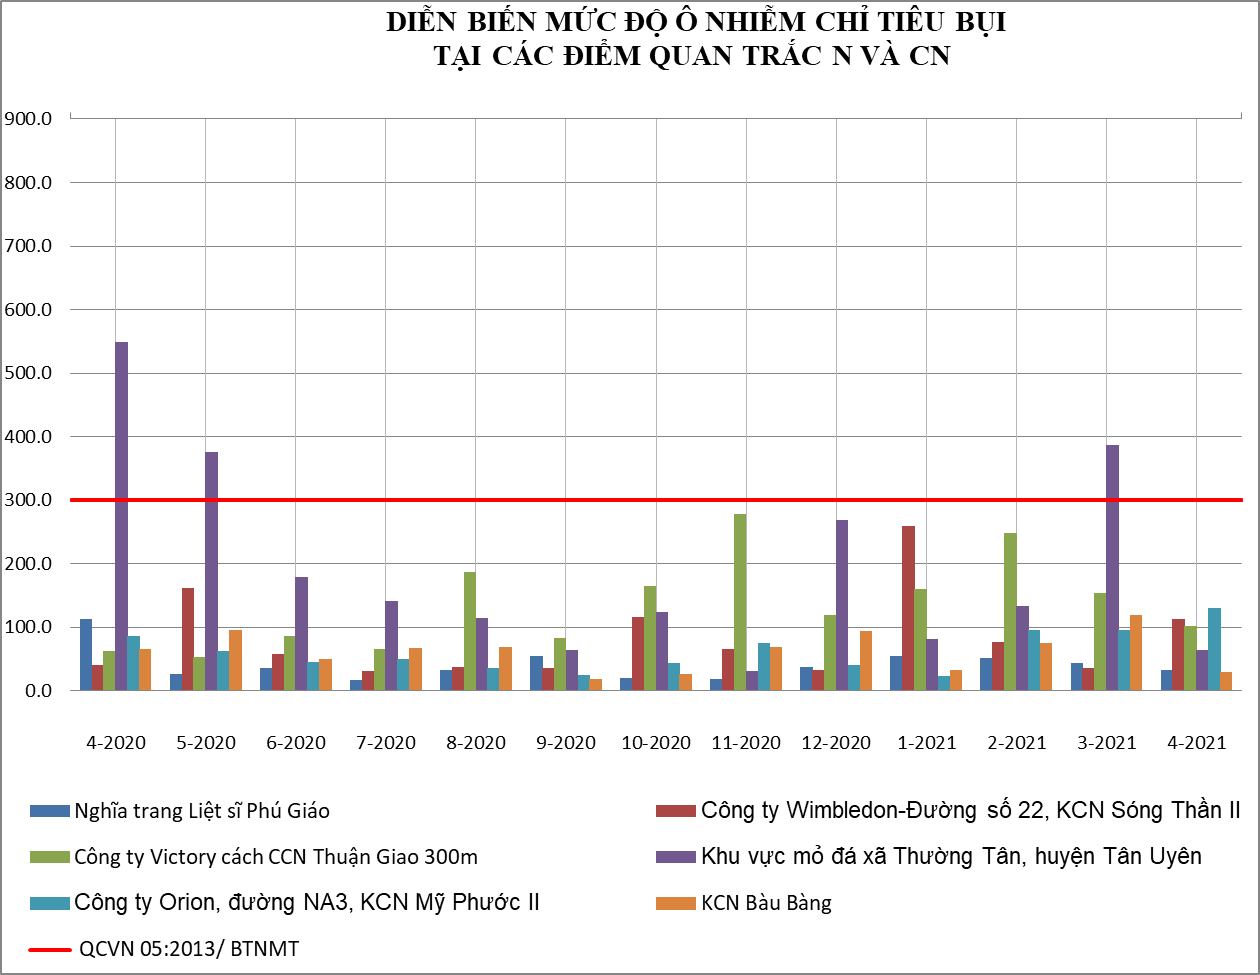 DIỄN BIẾN MỨC ĐỘ Ô NHIỄM CHỈ TIÊU BỤI
TẠI CÁC ĐIỂM QUAN TRẮC N VÀ CN
900.0
800.0
700.0
600.0
500.0
400.0
300.0
200.0
100.0
0.0
4-2020 5-2020 6-2020 7-2020 8-2020 9-2020 10-2020 11-2020 12-2020 1-2021 2-2021 3-2021 4-2021
Nghĩa trang Liệt sĩ Phú Giáo
Công ty Wimbledon-Đường số 22, KCN Sóng Thần II
Công ty Victory cách CCN Thuận Giao 300m
Khu vực mỏ đá xã Thường Tân, huyện Tân Uyên
Công ty Orion, đường NA3, KCN Mỹ Phước II
KCN Bàu Bàng
QCVN 05:2013/ BTNMT